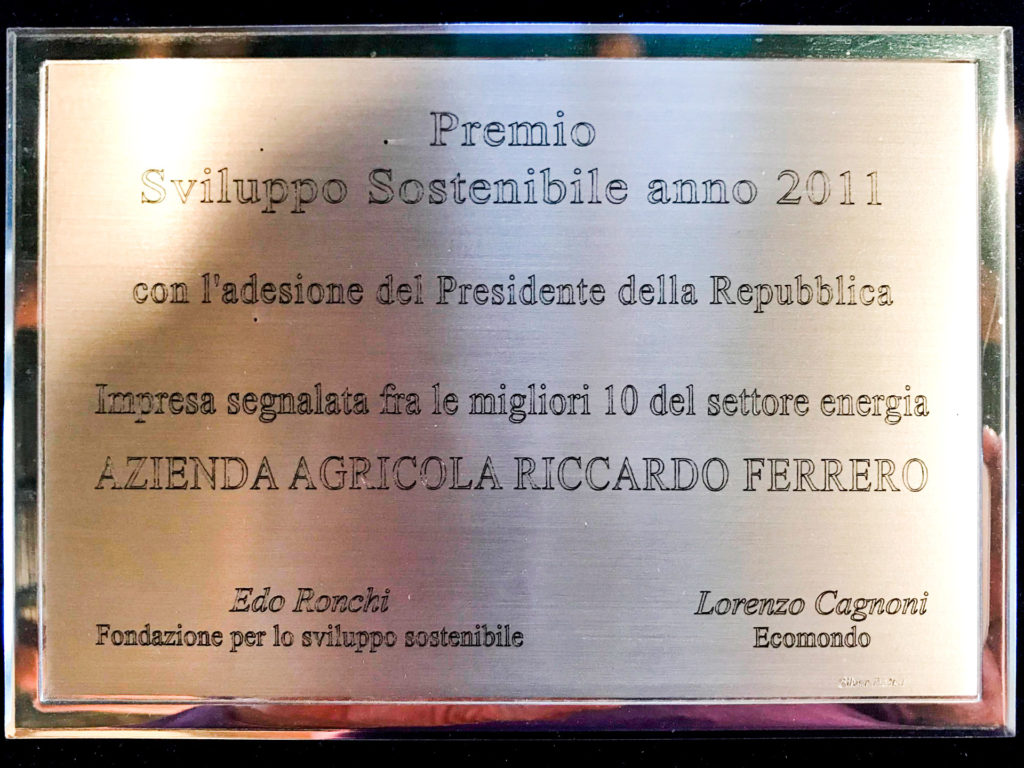 Premio
Sviluppo Sostenibile anno 2011
con l'adesione del Presidente della Repubblica
Impresa segnalata fra le migliori 10 del settore energia
AZIENDA AGRICOLA RICCARDO FERRERO
Edo Ronchi
Fondazione per lo sviluppo sostenibile
Lorenzo Cagnoni
Ecomondo